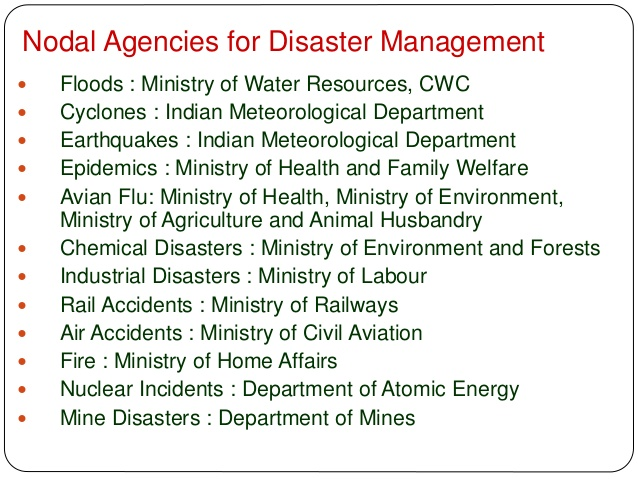 Nodal Agencies for Disaster Management
• Floods : Ministry of Water Resources, CWC
• Cyclones : Indian Meteorological Department
• Earthquakes : Indian Meteorological Department
• Epidemics : Ministry of Health and Family Welfare
• Avian Flu: Ministry of Health, Ministry of Environment,
Ministry of Agriculture and Animal Husbandry
• Chemical Disasters : Ministry of Environment and Forests
• Industrial Disasters : Ministry of Labour
• Rail Accidents : Ministry of Railways
• Air Accidents : Ministry of Civil Aviation
• Fire : Ministry of Home Affairs
• Nuclear Incidents : Department of Atomic Energy
• Mine Disasters : Department of Mines